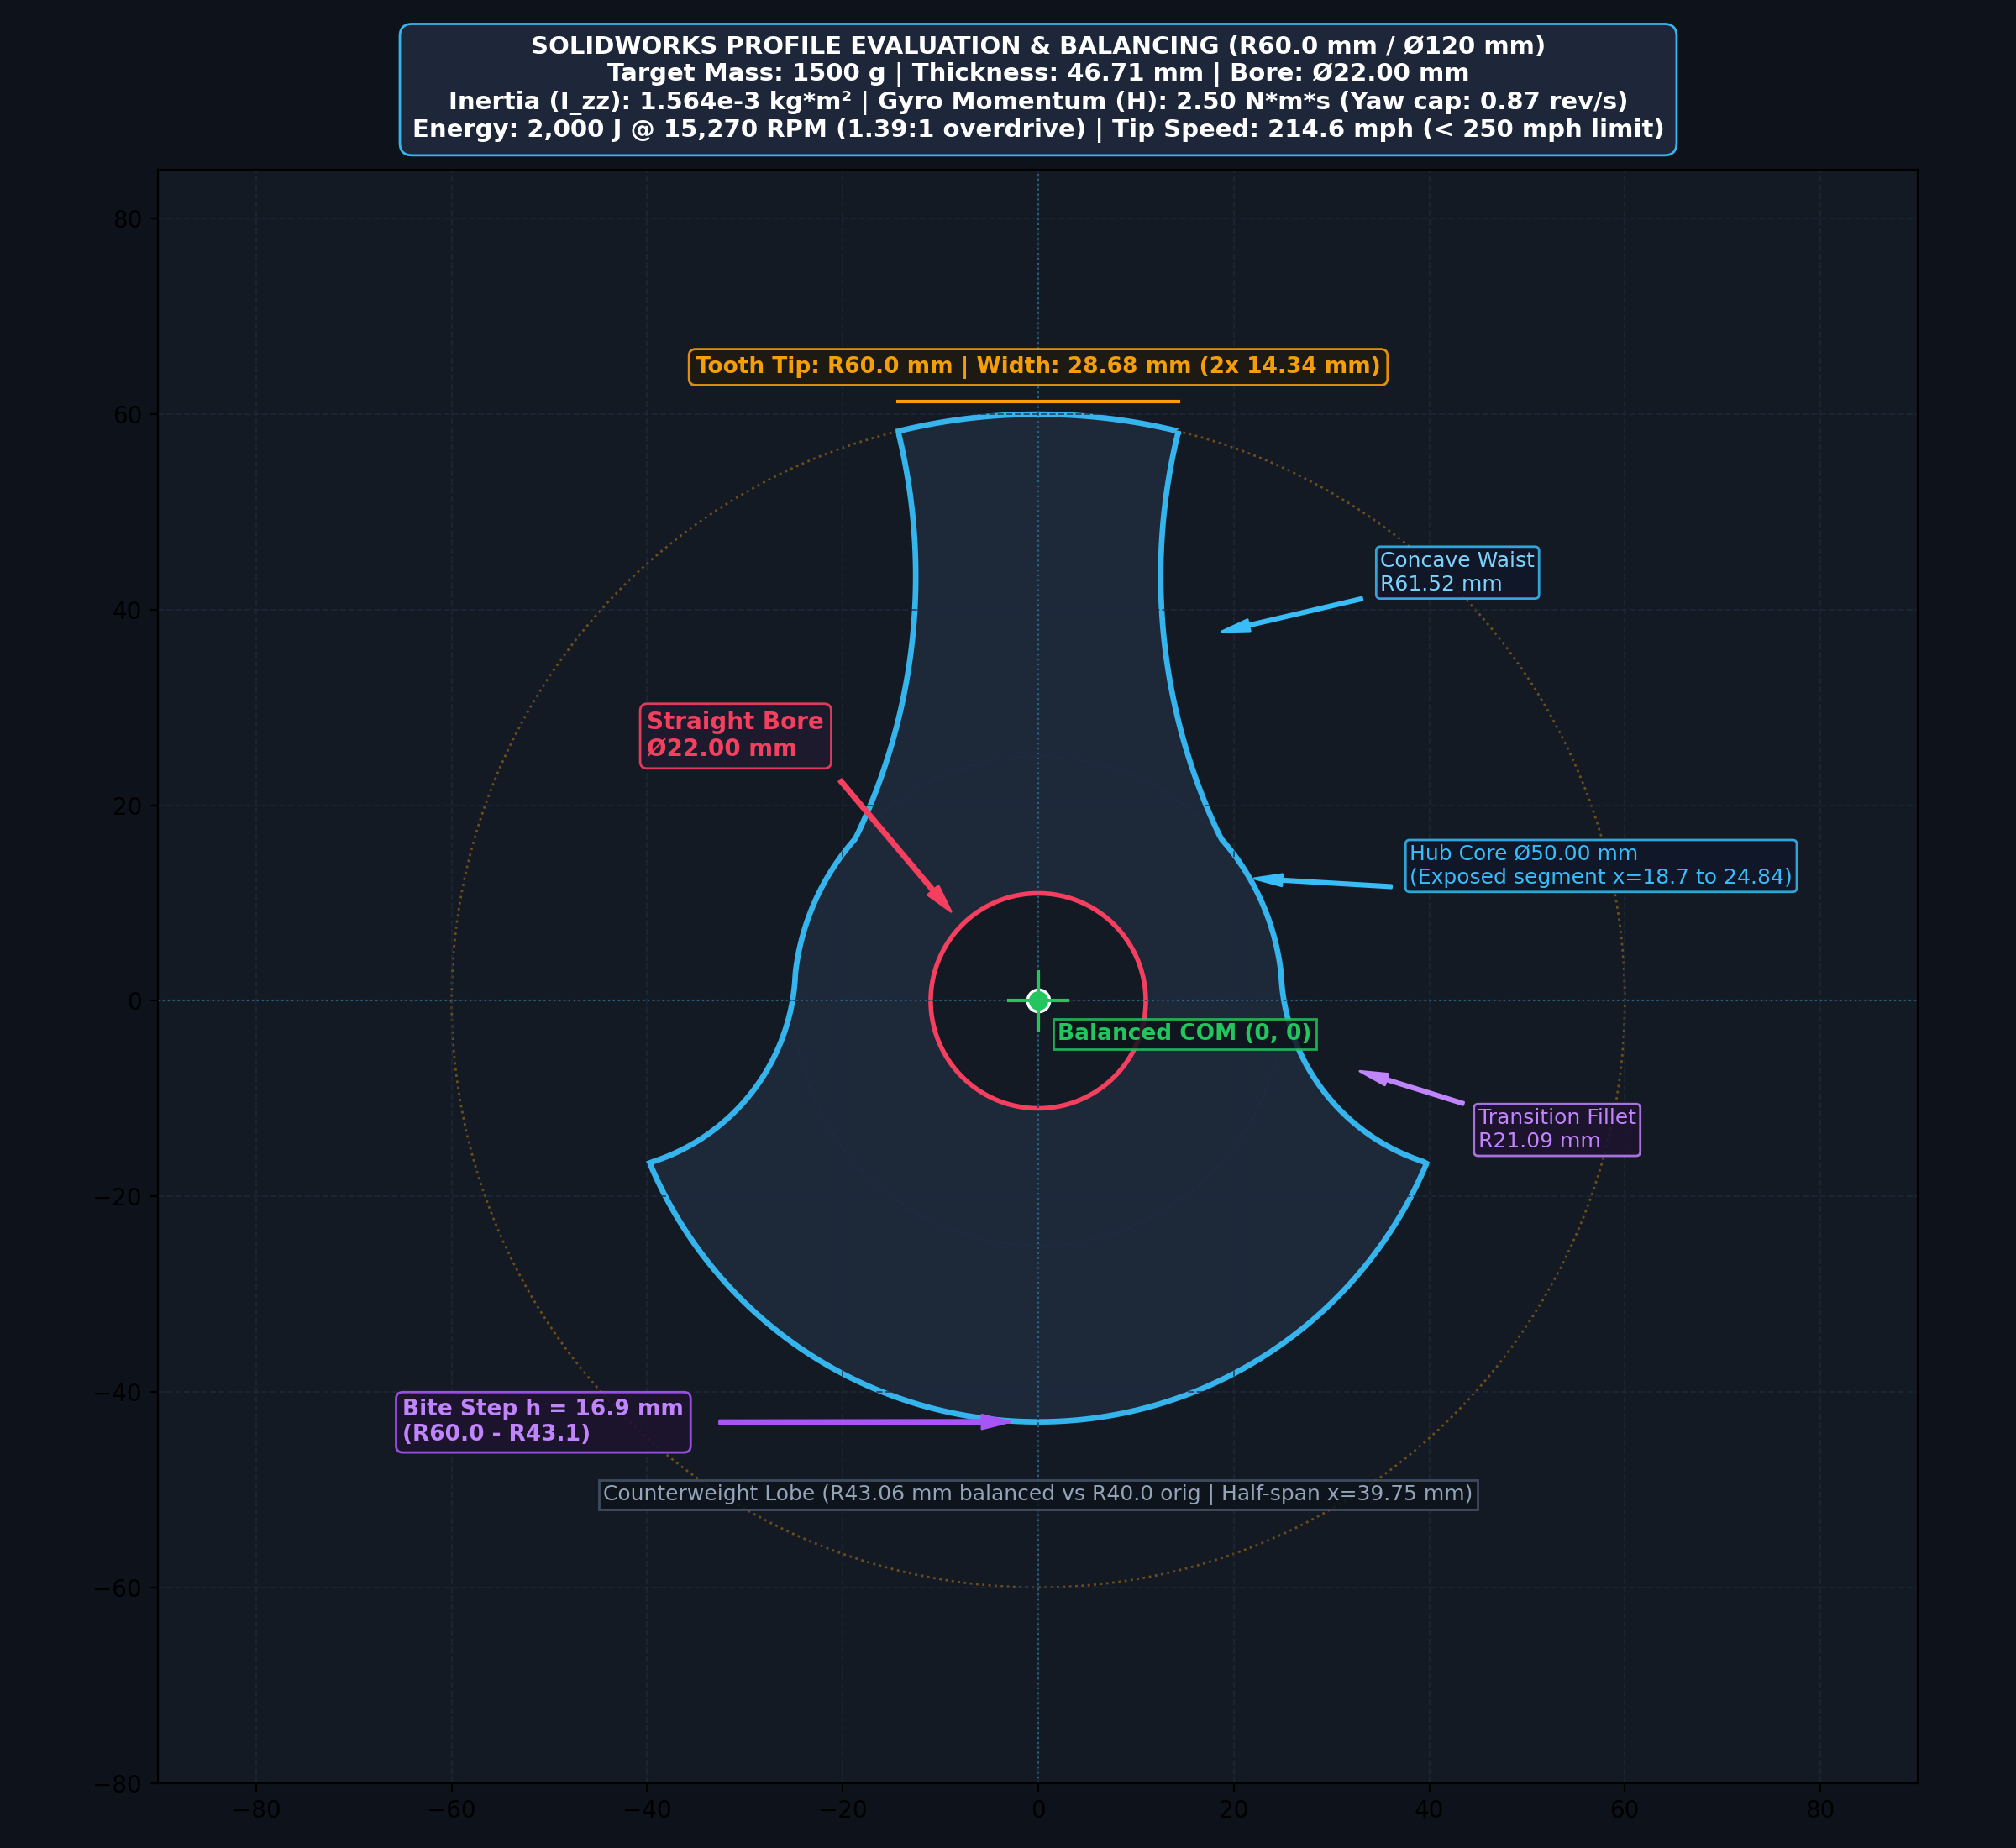 SOLIDWORKS PROFILE EVALUATION & BALANCING (R60.0 mm / Ø120 mm)
Target Mass: 1500 g | Thickness: 46.71 mm | Bore: Ø22.00 mm
Inertia (I_zz): 1.564e-3 kg*m² | Gyro Momentum (H): 2.50 N*m*s (Yaw cap: 0.87 rev/s)
Energy: 2,000 J @ 15,270 RPM (1.39:1 overdrive) | Tip Speed: 214.6 mph (< 250 mph limit)
80
Tooth Tip: R60.0 mm | Width: 28.68 mm (2x 14.34 mm)
60
Concave Waist
R61.52 mm
40
Straight Bore
Ø22.00 mm
20
Hub Core Ø50.00 mm
(Exposed segment x=18.7 to 24.84)
0
Balanced COM (0, 0)
Transition Fillet
R21.09 mm
−20
−40
Bite Step h = 16.9 mm
(R60.0 - R43.1)
Counterweight Lobe (R43.06 mm balanced vs R40.0 orig | Half-span x=39.75 mm)
−60
−80
−80 −60 −40 −20 0 20 40 60 80